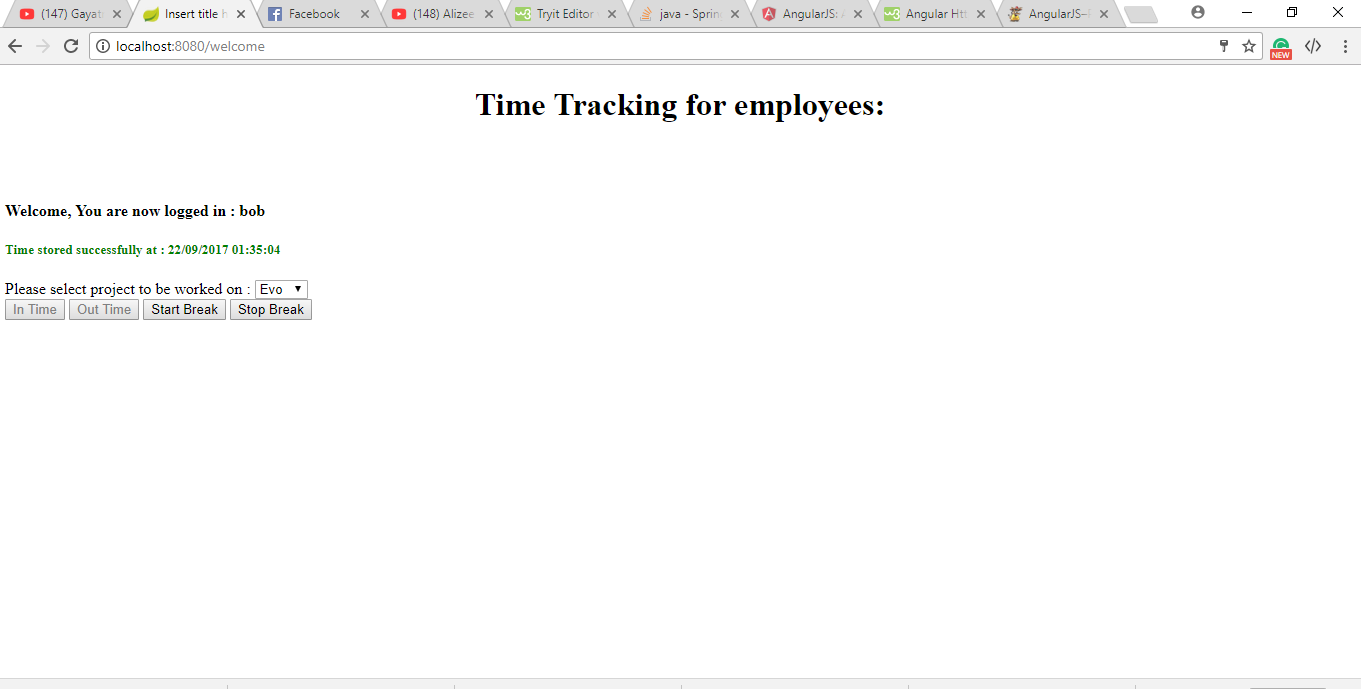 (147) Gayat
Insert title h
Facebook
(148) Alizee
Tryit Editor
java - Sprin
AngularJS: A
Angular Htt
AngularJS–
localhost:8080/welcome
NEW
Time Tracking for employees:
Welcome, You are now logged in : bob
Time stored successfully at : 22/09/2017 01:35:04
Please select project to be worked on : Evo
In Time Out Time Start Break Stop Break